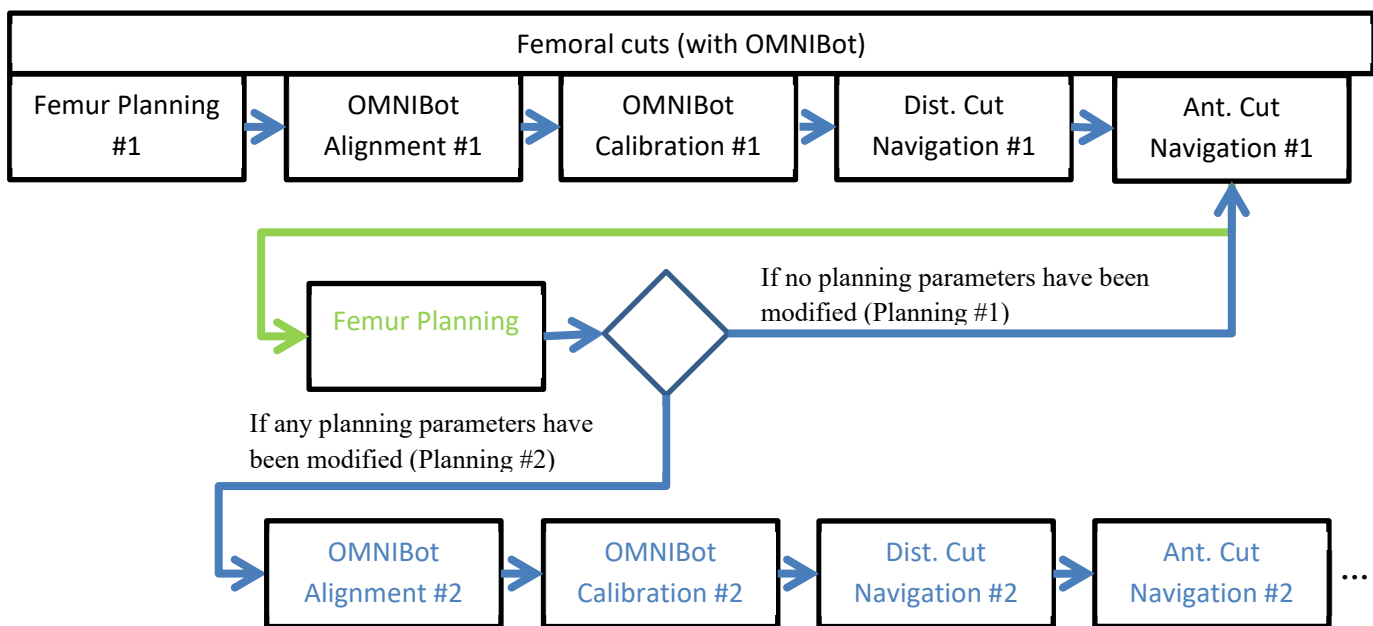 Femoral cuts (with OMNIBot)
Femur Planning
#1
OMNIBot
Alignment #1
OMNIBot
Calibration #1
Dist. Cut
Navigation #1
Ant. Cut
Navigation #1
If no planning parameters have been
modified (Planning #1)
Femur Planning
If any planning parameters have
been modified (Planning #2)
OMNIBot
Alignment #2
OMNIBot
Calibration #2
Dist. Cut
Navigation #2
Ant. Cut
Navigation #2
...